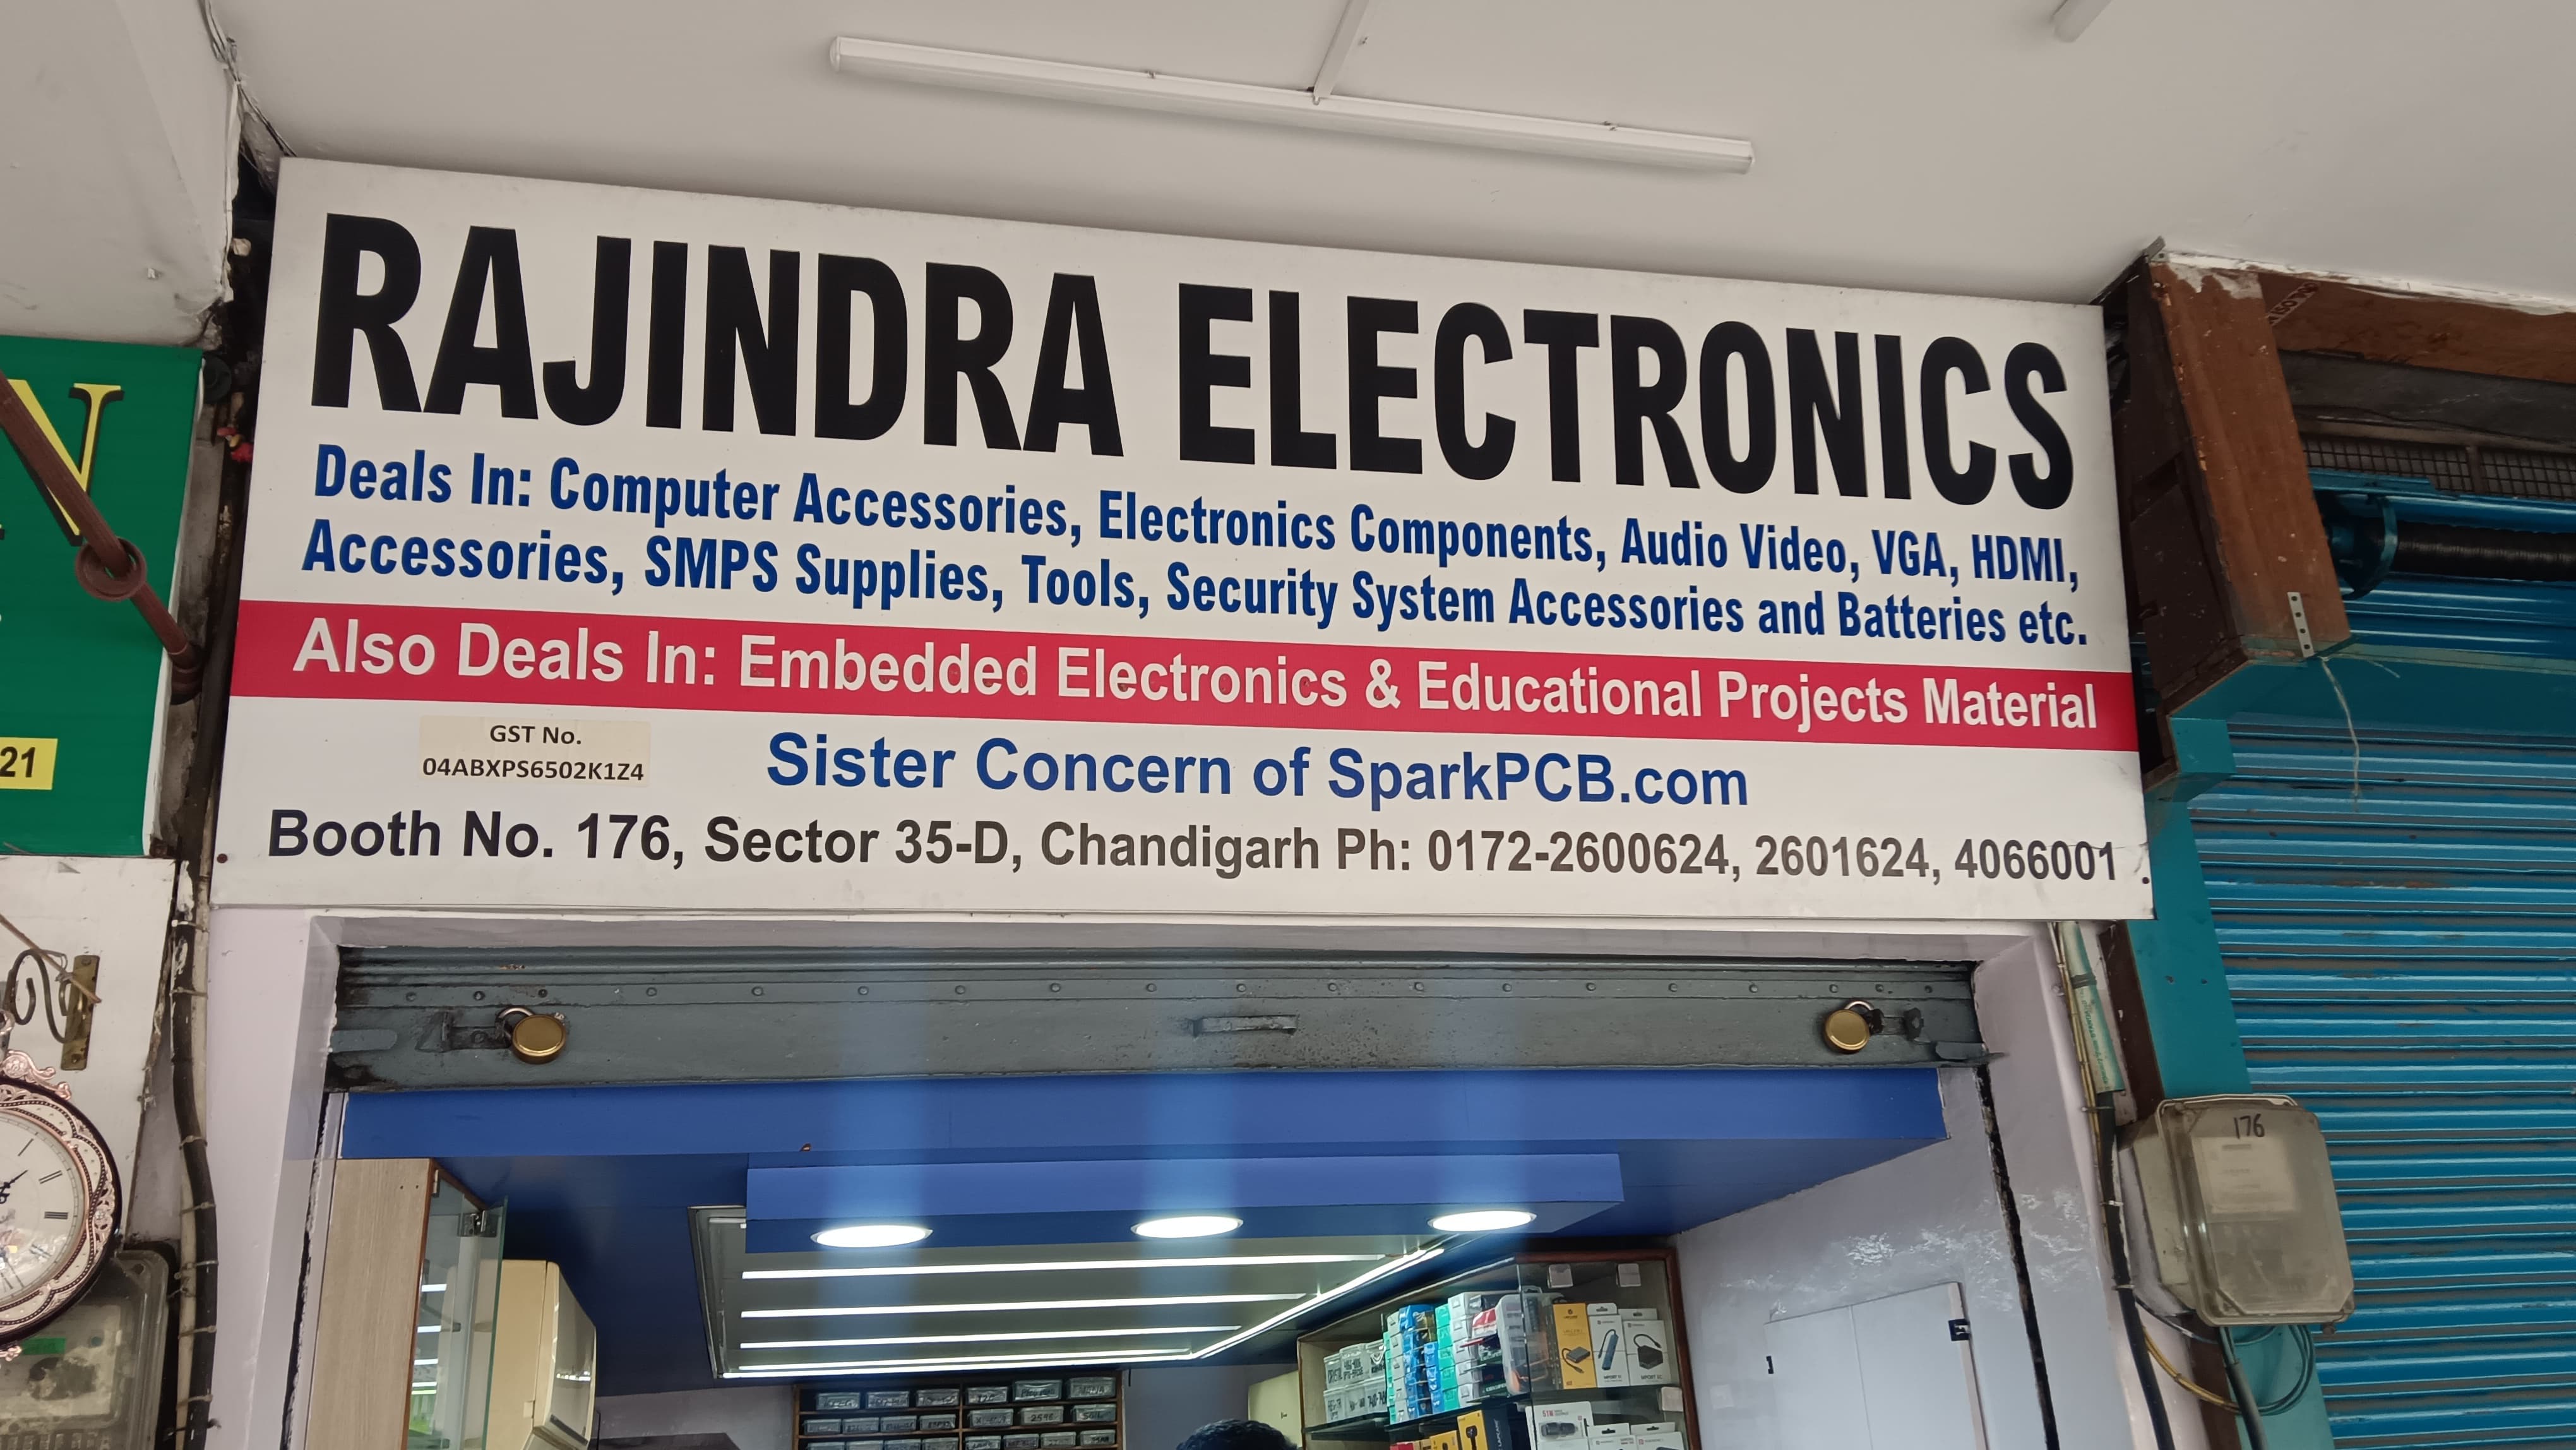 RAJINDRA ELECTRONICS
Deals In: Computer Accessories, Electronics Components, Audio Video, VGA, HDMI,
Accessories, SMPS Supplies, Tools, Security System Accessories and Batteries etc.
Also Deals In: Embedded Electronics & Educational Projects Material
GST No.
04ABXPS6502K1Z4
Sister Concern of SparkPCB.com
Booth No. 176, Sector 35-D, Chandigarh Ph: 0172-2600624, 2601624, 4066001
N
21
176